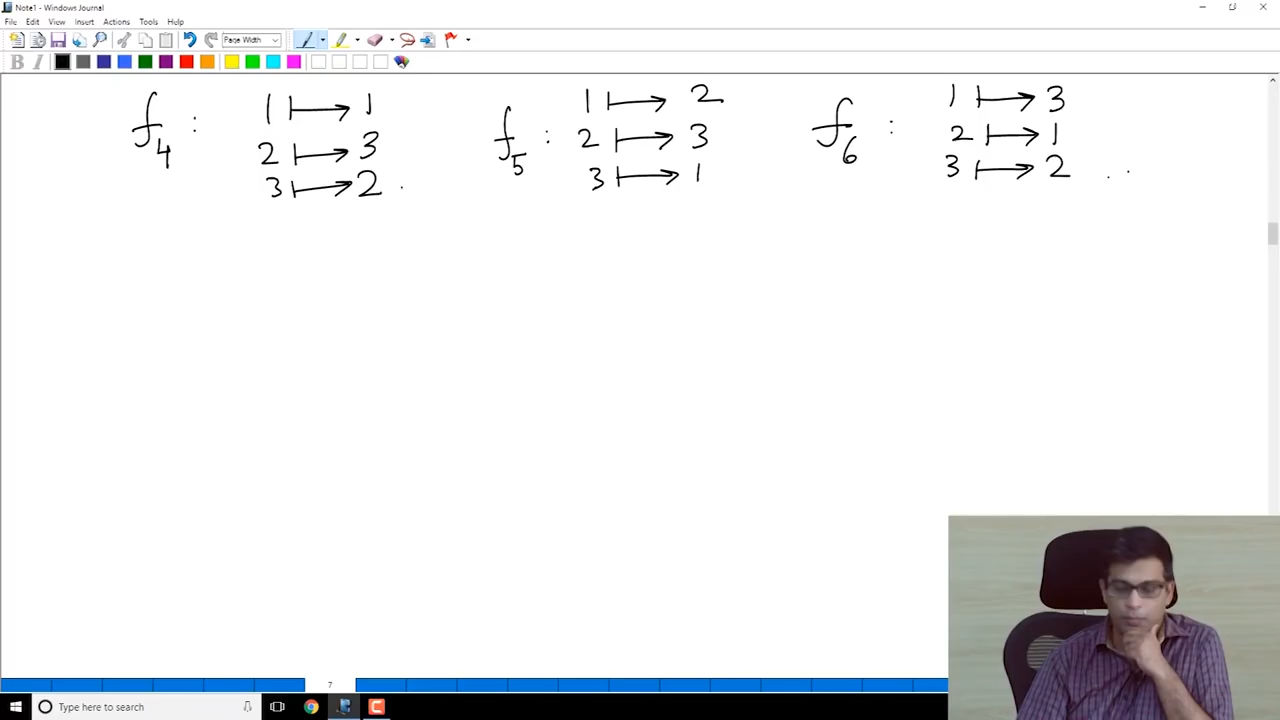 Note1 - Windows Journal
File Edit View Insert Actions Tools Help
Page Width
B I
f4 : 1 ↦ 1 f5 : 1 ↦ 2 f6 : 1 ↦ 3
2 ↦ 3 2 ↦ 3 2 ↦ 1
3 ↦ 2 . 3 ↦ 1 3 ↦ 2 . .
7
Type here to search